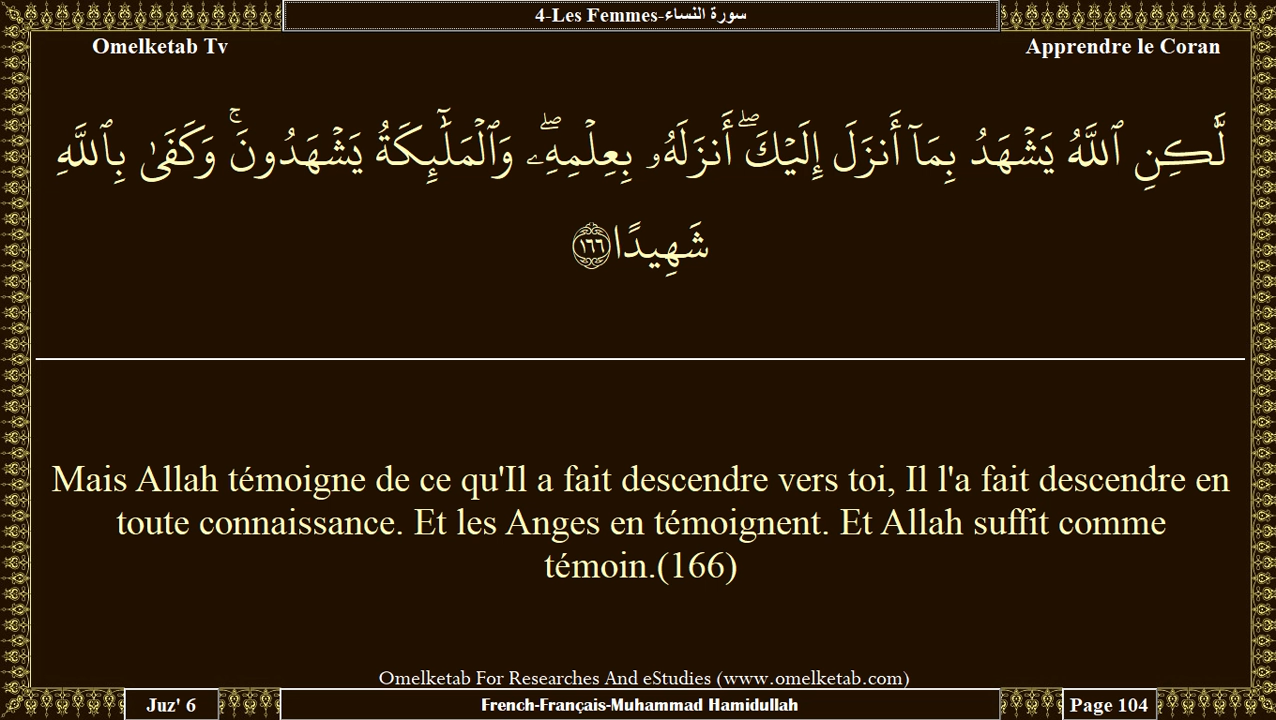 4-Les Femmes-سورة النساء
Omelketab Tv
Apprendre le Coran
لَّٰكِنِ ٱللَّهُ يَشْهَدُ بِمَآ أَنزَلَ إِلَيْكَ ۖ أَنزَلَهُۥ بِعِلْمِهِۦ ۖ وَٱلْمَلَٰٓئِكَةُ يَشْهَدُونَ ۚ وَكَفَىٰ بِٱللَّهِ
شَهِيدًا ١٦٦
Mais Allah témoigne de ce qu'Il a fait descendre vers toi, Il l'a fait descendre en
toute connaissance. Et les Anges en témoignent. Et Allah suffit comme
témoin.(166)
Omelketab For Researches And eStudies (www.omelketab.com)
Juz' 6
French-Français-Muhammad Hamidullah
Page 104